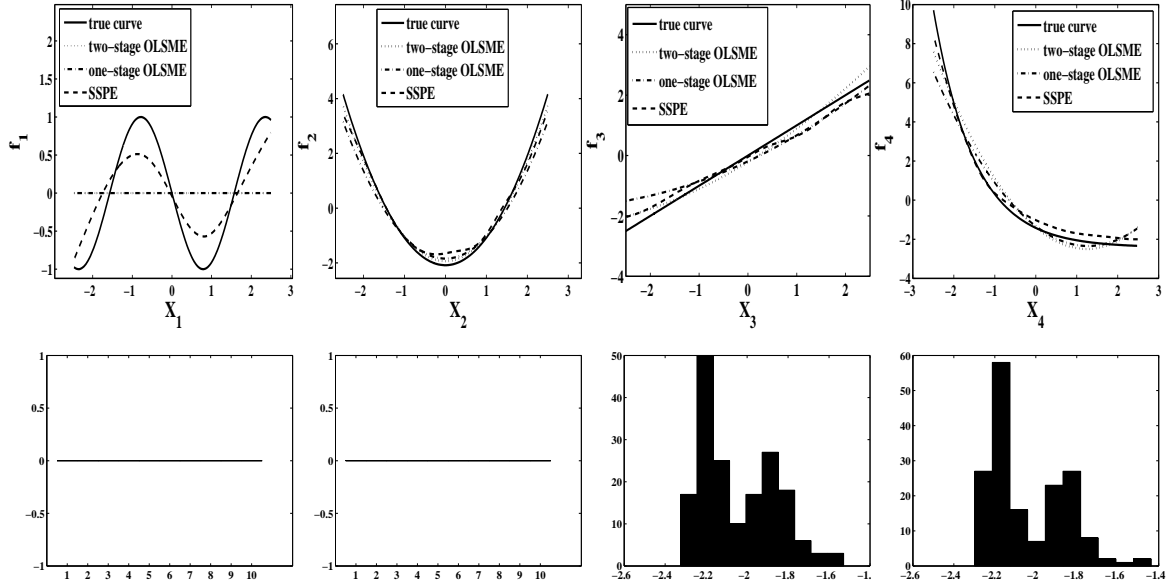 true curve
two-stage OLSME
one-stage OLSME
SSPE
2
1.5
1
0.5
0
−0.5
−1
f1
−2 −1 0 1 2 3
X1
true curve
two-stage OLSME
one-stage OLSME
SSPE
6
4
2
0
−2
f2
−2 −1 0 1 2 3
X2
true curve
two-stage OLSME
one-stage OLSME
SSPE
4
2
0
−2
−4
f3
−2 −1 0 1 2
X3
true curve
two-stage OLSME
one-stage OLSME
SSPE
10
8
6
4
2
0
−2
−4
f4
−3 −2 −1 0 1 2 3
X4
1
0.5
0
−0.5
−1
1 2 3 4 5 6 7 8 9 10
1
0.5
0
−0.5
−1
1 2 3 4 5 6 7 8 9 10
50
40
30
20
10
0
−2.6 −2.4 −2.2 −2 −1.8 −1.6 −1.
60
50
40
30
20
10
0
−2.6 −2.4 −2.2 −2 −1.8 −1.6 −1.4